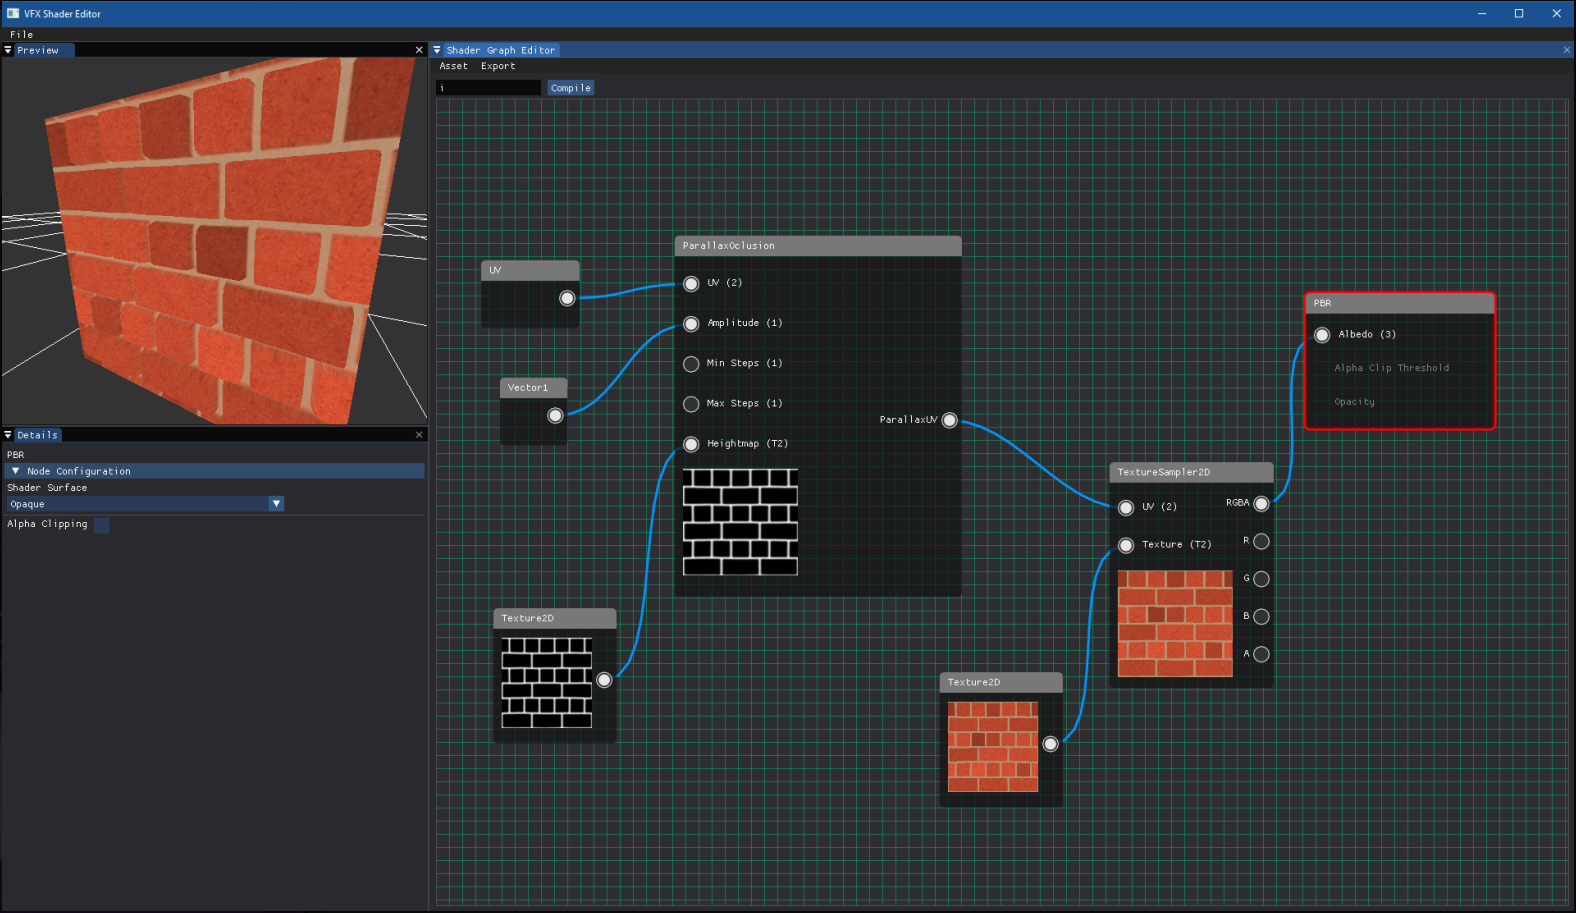 VFX Shader Editor
File
Preview
Shader Graph Editor
Asset Export
i Compile
UV
Vector1
Texture2D
ParallaxOclusion
UV (2)
Amplitude (1)
Min Steps (1)
Max Steps (1)
ParallaxUV
Heightmap (T2)
Texture2D
TextureSampler2D
UV (2) RGBA
Texture (T2) R
G
B
A
PBR
Albedo (3)
Alpha Clip Threshold
Opacity
Details
PBR
Node Configuration
Shader Surface
Opaque
Alpha Clipping